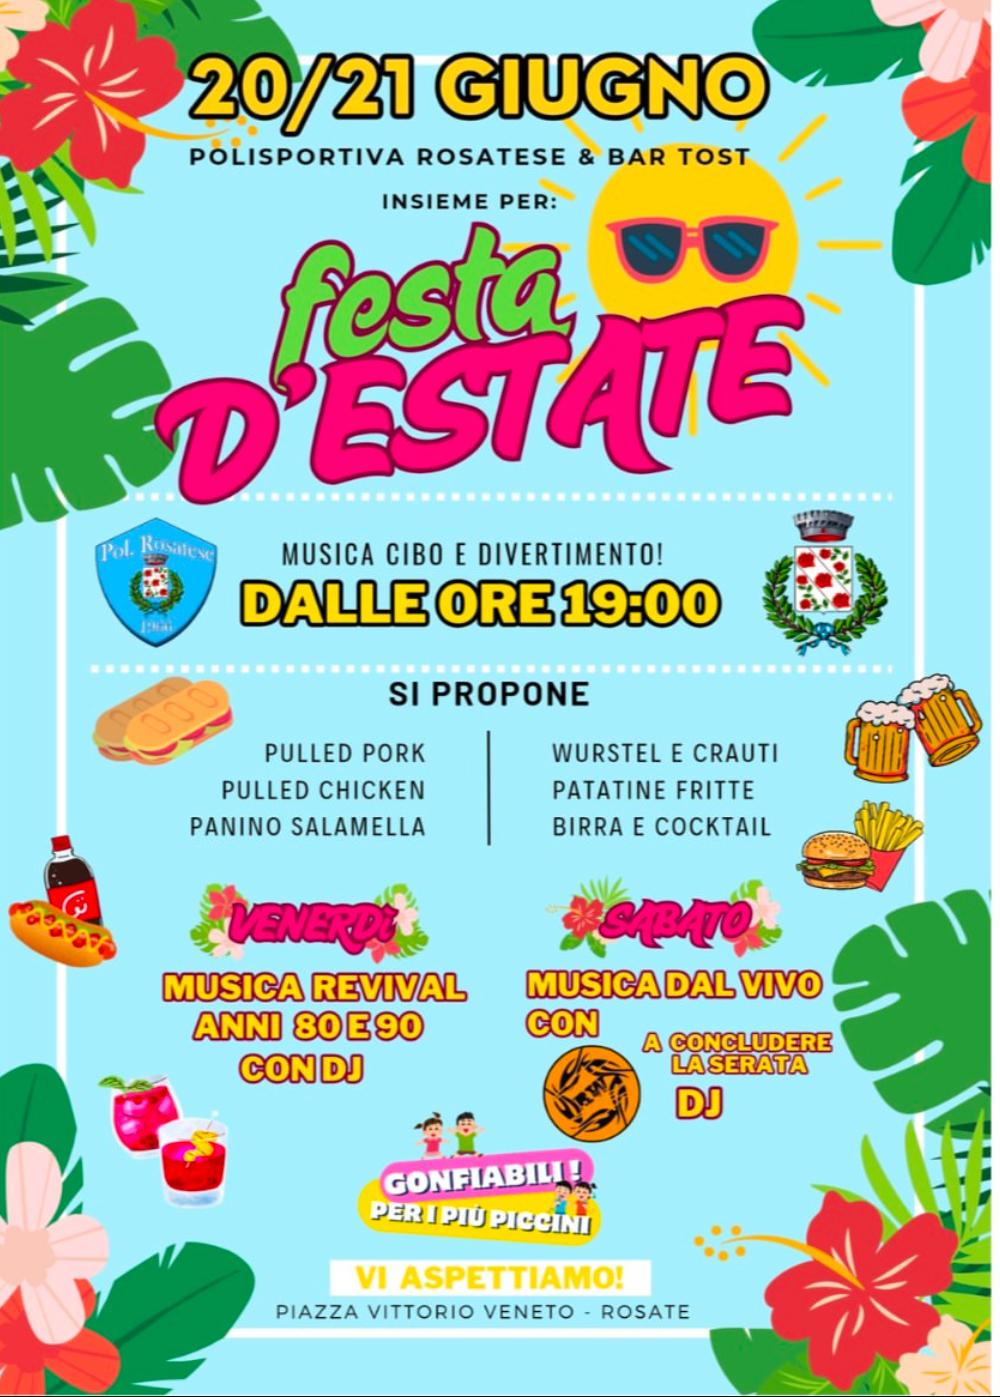 20/21 GIUGNO
POLISPORTIVA ROSATESE & BAR TOST
INSIEME PER:
festa
D'ESTATE
Pol. Rosatese
1966
MUSICA CIBO E DIVERTIMENTO!
DALLE ORE 19:00
SI PROPONE
PULLED PORK
PULLED CHICKEN
PANINO SALAMELLA
WURSTEL E CRAUTI
PATATINE FRITTE
BIRRA E COCKTAIL
VENERDì
MUSICA REVIVAL
ANNI 80 E 90
CON DJ
SABATO
MUSICA DAL VIVO
CON
A CONCLUDERE
LA SERATA
DJ
GONFIABILI !
PER I PIÙ PICCINI
VI ASPETTIAMO!
PIAZZA VITTORIO VENETO - ROSATE